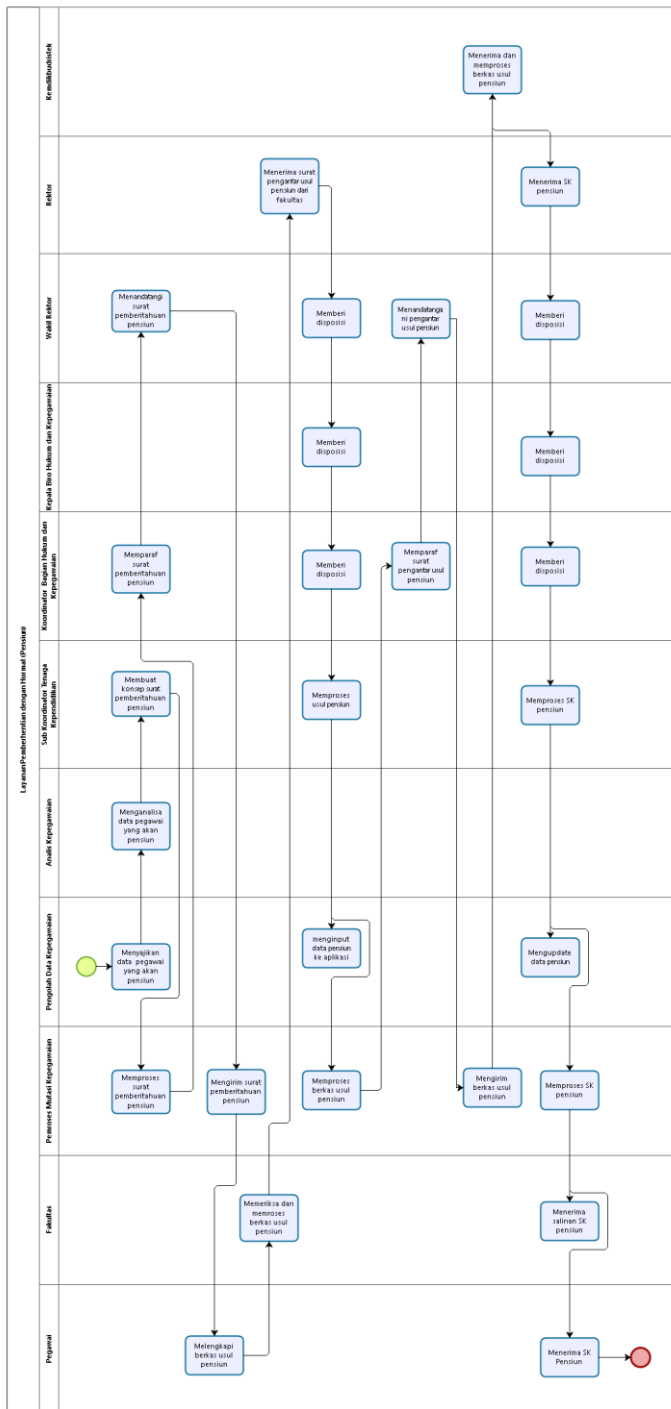 Layanan Pemberhentian dengan Hormat (Pensiun)
Kemdikbudristek
Menerima dan
memproses
berkas usul
pensiun
Rektor
Menerima surat
pengantar usul
pensiun dari
fakultas
Menerima SK
pensiun
Wakil Rektor
Menandatangi
surat
pemberitahuan
pensiun
Memberi
disposisi
Menandatanga
ni pengantar
usul pensiun
Memberi
disposisi
Kepala Biro Hukum dan Kepegawaian
Memberi
disposisi
Memberi
disposisi
Koordinator Bagian Hukum dan
Kepegawaian
Memparaf
surat
pemberitahuan
pensiun
Memberi
disposisi
Memparaf
surat
pengantar usul
pensiun
Memberi
disposisi
Sub Koordinator Tenaga
Kependidikan
Membuat
konsep surat
pemberitahuan
pensiun
Memproses
usul pensiun
Memproses SK
pensiun
Analis Kepegawaian
Menganalisa
data pegawai
yang akan
pensiun
Pengolah Data Kepegawaian
Menyajikan
data pegawai
yang akan
pensiun
menginput
data pensiun
ke aplikasi
Mengupdate
data pensiun
Pemroses Mutasi Kepegawaian
Memproses
surat
pemberitahuan
pensiun
Mengirim surat
pemberitahuan
pensiun
Memproses
berkas usul
pensiun
Mengirim
berkas usul
pensiun
Memproses SK
pensiun
Fakultas
Memeriksa dan
memroses
berkas usul
pensiun
Menerima
salinan SK
pensiun
Pegawai
Melengkapi
berkas usul
pensiun
Menerima SK
Pensiun